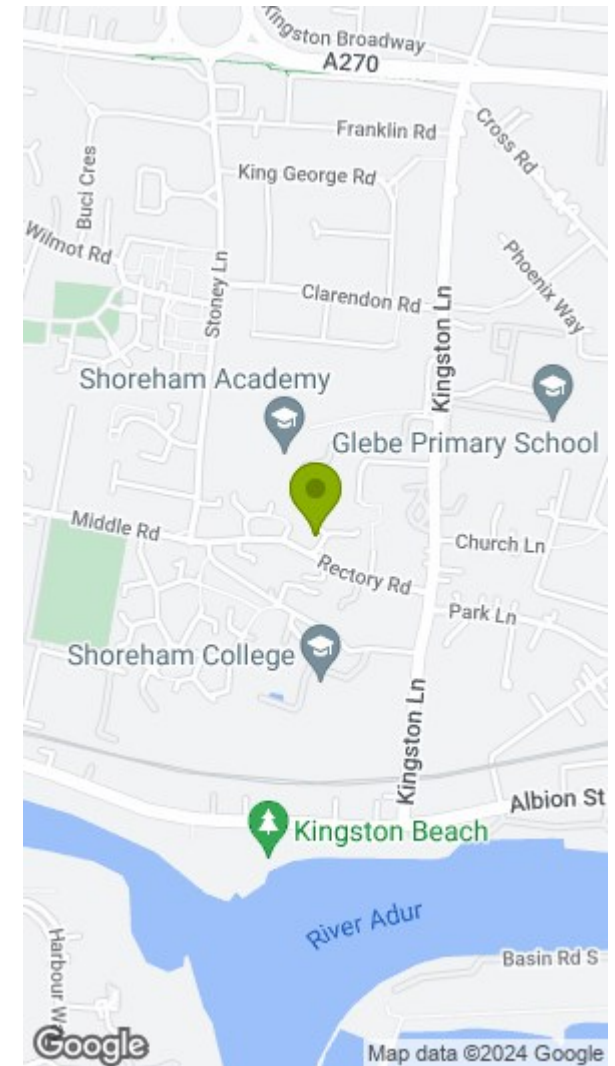 Kingston Broadway
A270
Franklin Rd
Cross Rd
King George Rd
Buci Cres
Wilmot Rd
Stoney Ln
Phoenix Way
Clarendon Rd
Kingston Ln
Shoreham Academy
Glebe Primary School
Middle Rd
Church Ln
Rectory Rd
Park Ln
Shoreham College
Kingston Ln
Albion St
Kingston Beach
River Adur
Harbour W
Basin Rd S
Google
Map data ©2024 Google